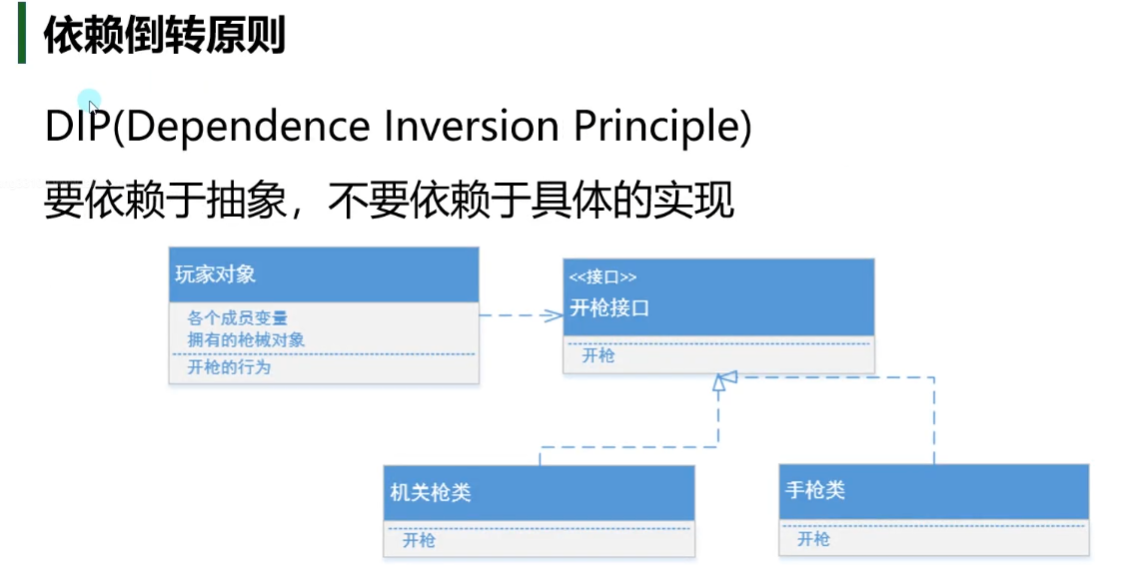 依赖倒转原则
DIP(Dependence Inversion Principle)
要依赖于抽象，不要依赖于具体的实现
玩家对象
各个成员变量
拥有的枪械对象
开枪的行为
<<接口>>
开枪接口
开枪
机关枪类
开枪
手枪类
开枪